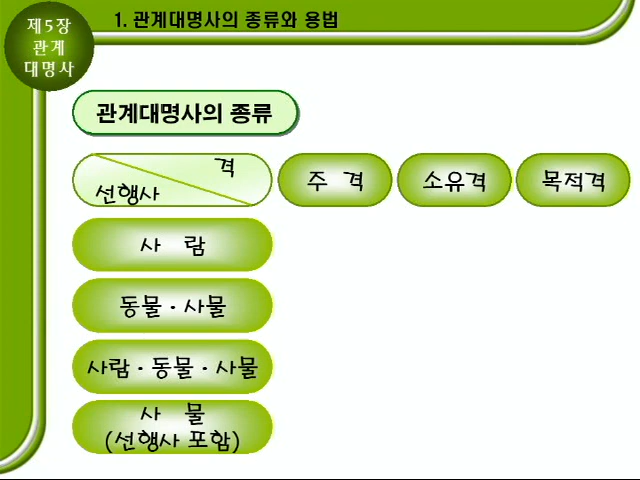 제5장
관계
대명사
1. 관계대명사의 종류와 용법
관계대명사의 종류
격
선행사
주 격
소유격
목적격
사 람
동물·사물
사람·동물·사물
사 물
(선행사 포함)